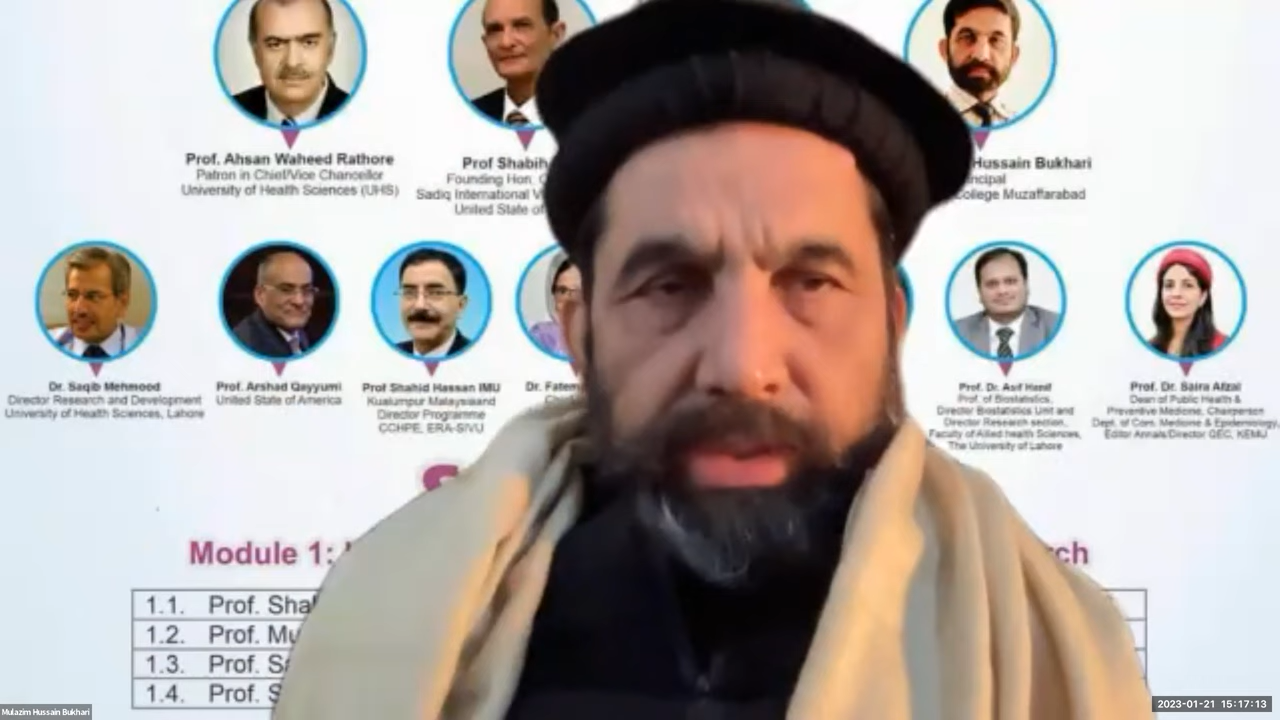 Prof. Ahsan Waheed Rathore
Patron in Chief/Vice Chancellor
University of Health Sciences (UHS)
Prof Shabih
Founding Hon.
Sadiq International V
United State of
Hussain Bukhari
ncipal
College Muzaffarabad
Dr. Saqib Mehmood
Director Research and Development
University of Health Sciences, Lahore
Prof. Arshad Qayyumi
United State of America
Prof Shahid Hassan IMU
Kualumpur Malaysiaand
Director Programme
CCHPE, ERA-SIVU
Dr. Fatem
Prof. Dr. Asif Hanif
Prof. of Biostatistics,
Director Biostatistics Unit and
Director Research section,
Faculty of Allied health Sciences,
The University of Lahore
Prof. Dr. Saira Afzal
Dean of Public Health &
Preventive Medicine, Chairperson
Dept. of Com. Medicine & Epidemiology,
Editor Annals/Director QEC, KEMU
S
Module 1: rch
1.1. Prof. Sha
1.2. Prof. Mu
1.3. Prof. Sa
1.4. Prof. S
Mulazim Hussain Bukhari
2023-01-21 15:17:13